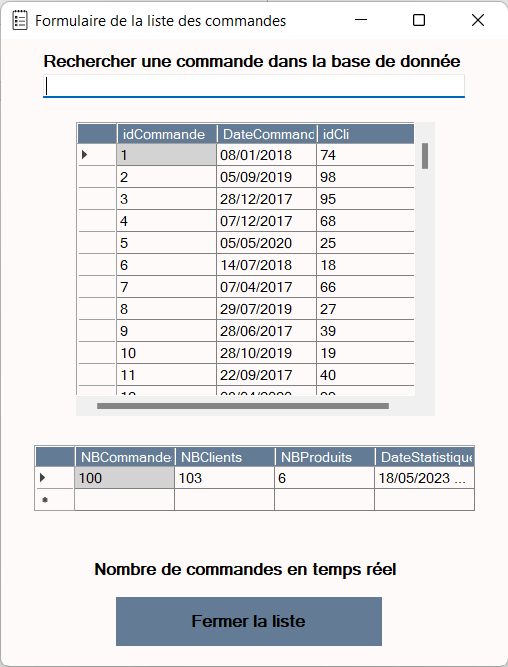 Formulaire de la liste des commandes
Rechercher une commande dans la base de donnée
idCommande DateCommand idCli
1 08/01/2018 74
2 05/09/2019 98
3 28/12/2017 95
4 07/12/2017 68
5 05/05/2020 25
6 14/07/2018 18
7 07/04/2017 66
8 29/07/2019 27
9 28/06/2017 39
10 28/10/2019 19
11 22/09/2017 40
NBCommande NBClients NBProduits DateStatistique
100 103 6 18/05/2023 ...
Nombre de commandes en temps réel
Fermer la liste